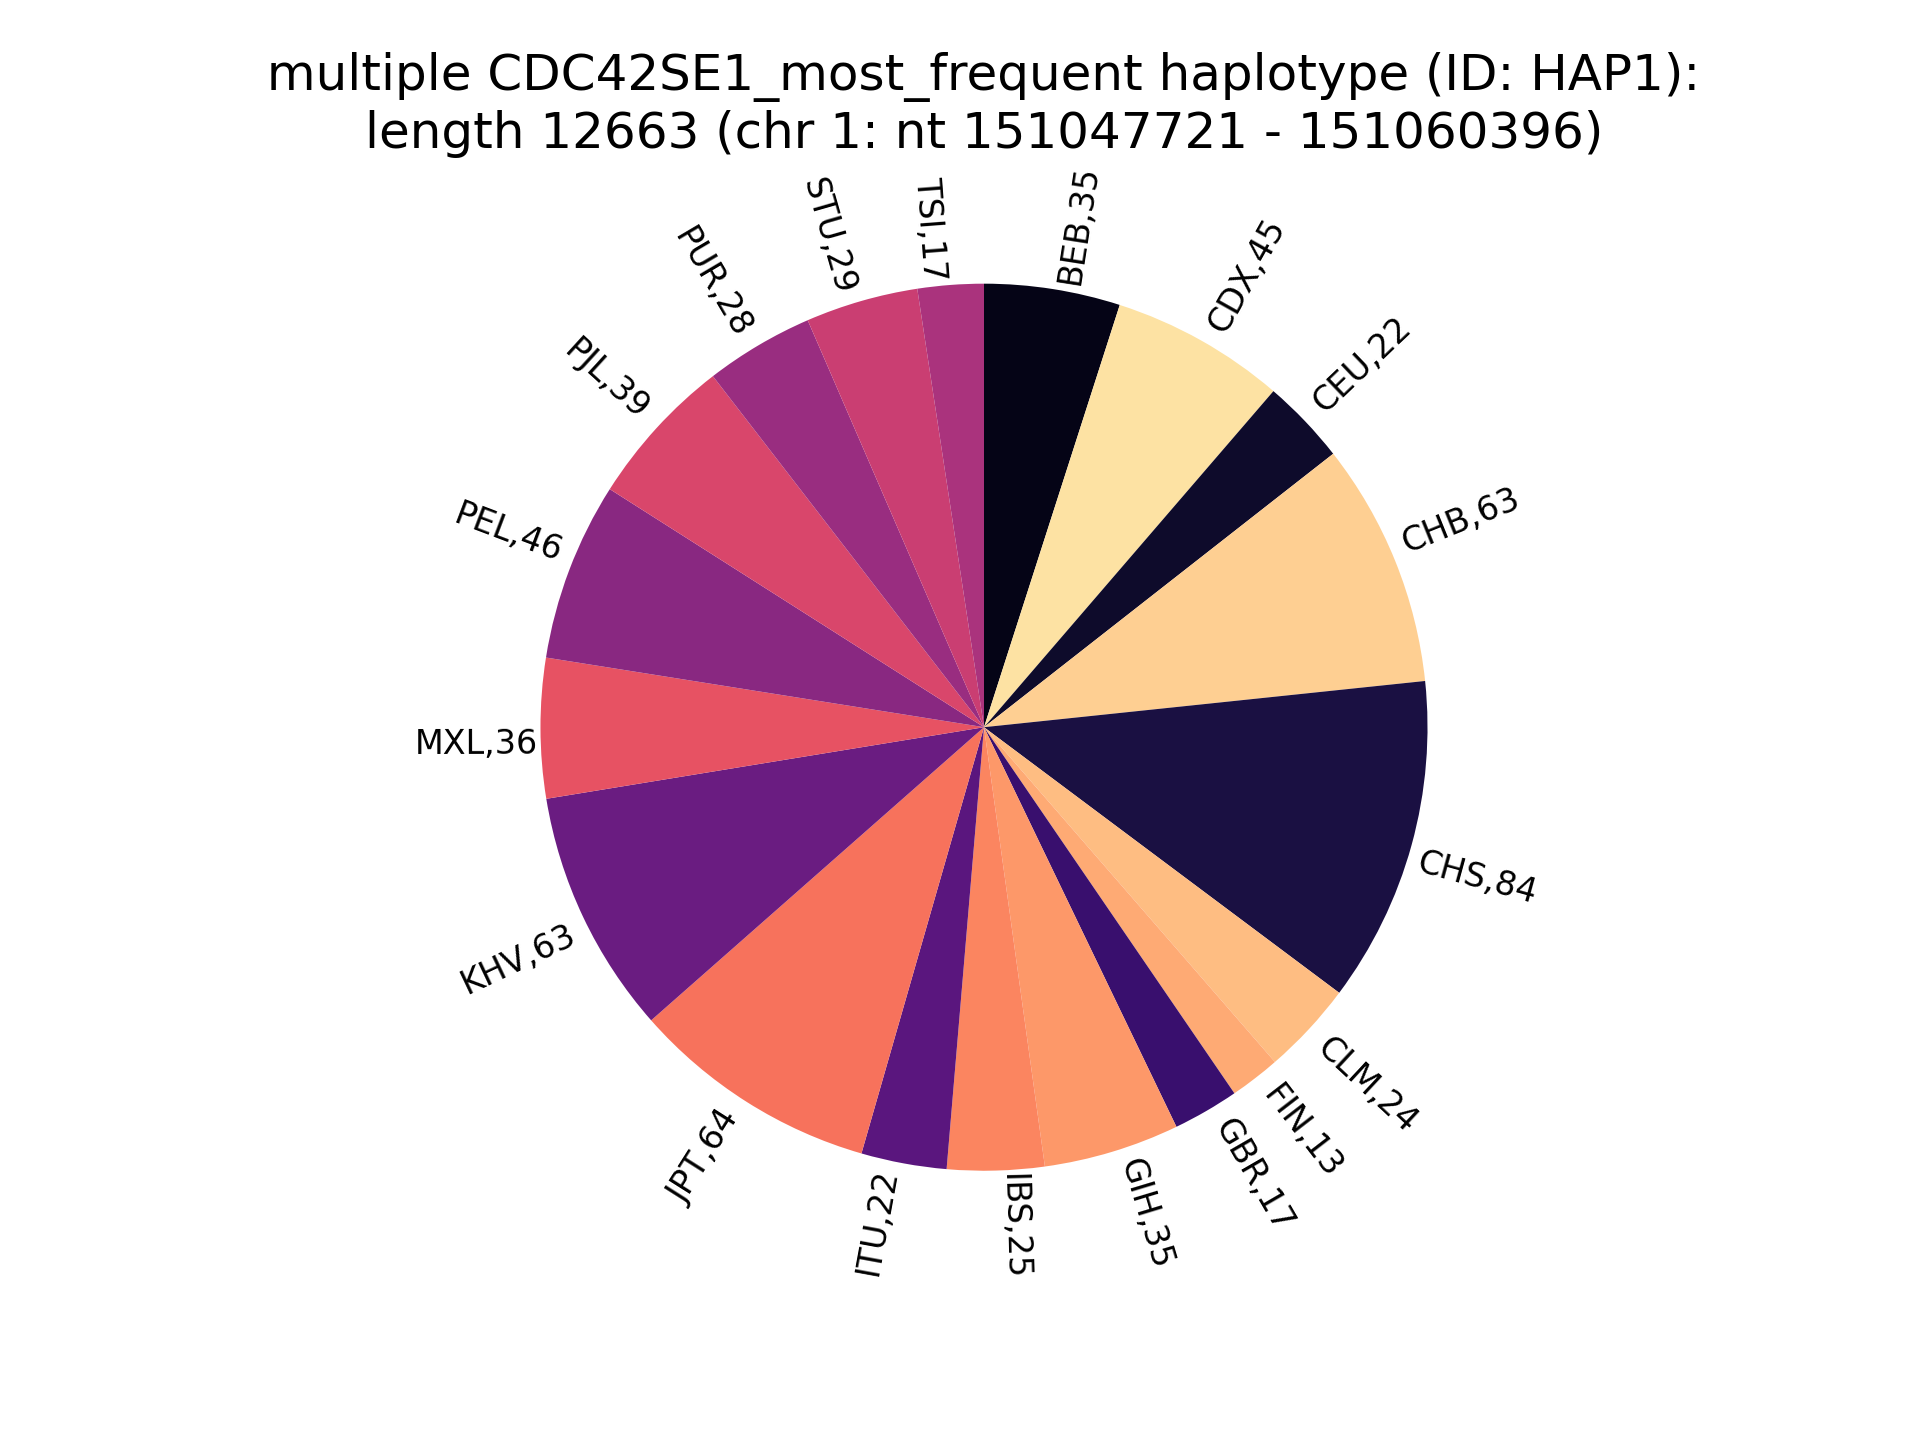 multiple CDC42SE1_most_frequent haplotype (ID: HAP1):
length 12663 (chr 1: nt 151047721 - 151060396)
BEB,35
CDX,45
CEU,22
CHB,63
CHS,84
CLM,24
FIN,13
GBR,17
GIH,35
IBS,25
ITU,22
JPT,64
KHV,63
MXL,36
PEL,46
PJL,39
PUR,28
STU,29
TSI,17